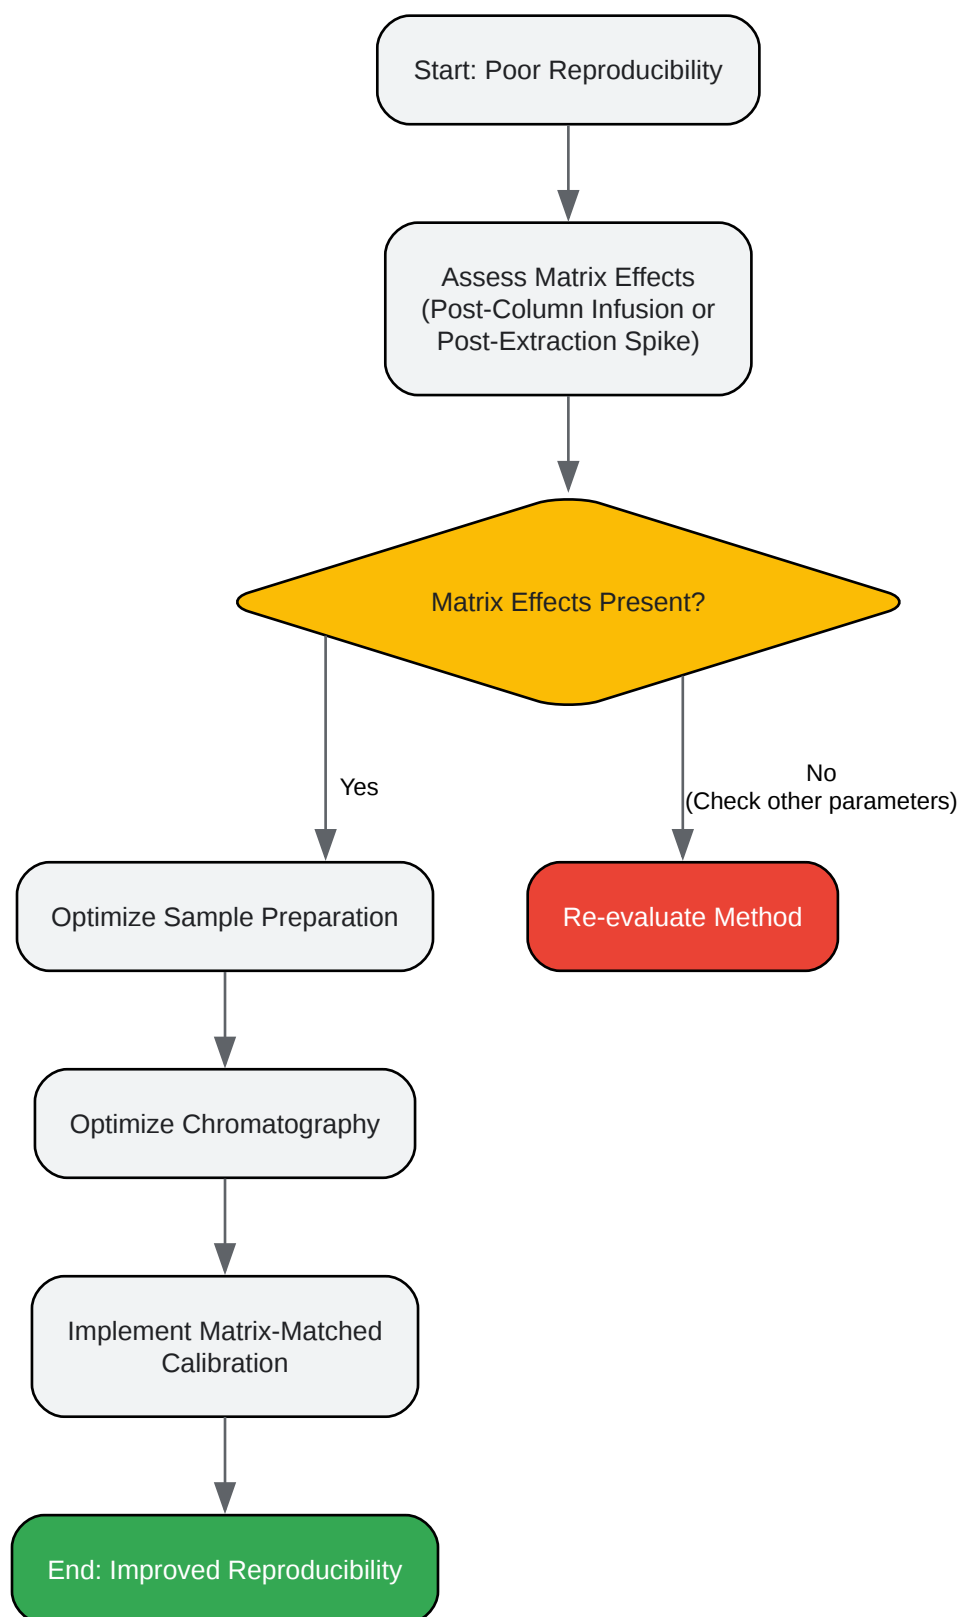 Start: Poor Reproducibility
Assess Matrix Effects
(Post-Column Infusion or
Post-Extraction Spike)
Matrix Effects Present?
Yes
No
(Check other parameters)
Optimize Sample Preparation
Re-evaluate Method
Optimize Chromatography
Implement Matrix-Matched
Calibration
End: Improved Reproducibility